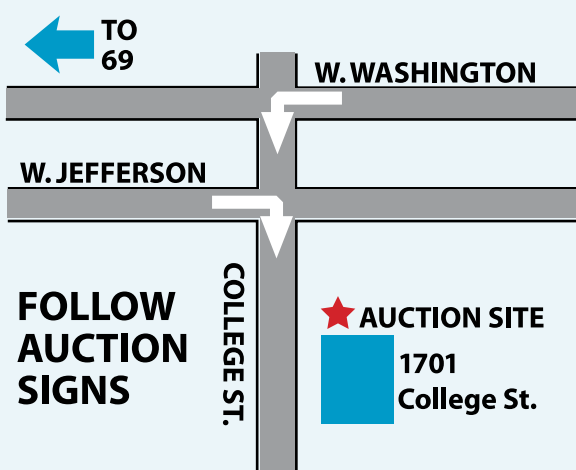 TO
69
W. WASHINGTON
W. JEFFERSON
COLLEGE ST.
FOLLOW
AUCTION
SIGNS
AUCTION SITE
1701
College St.